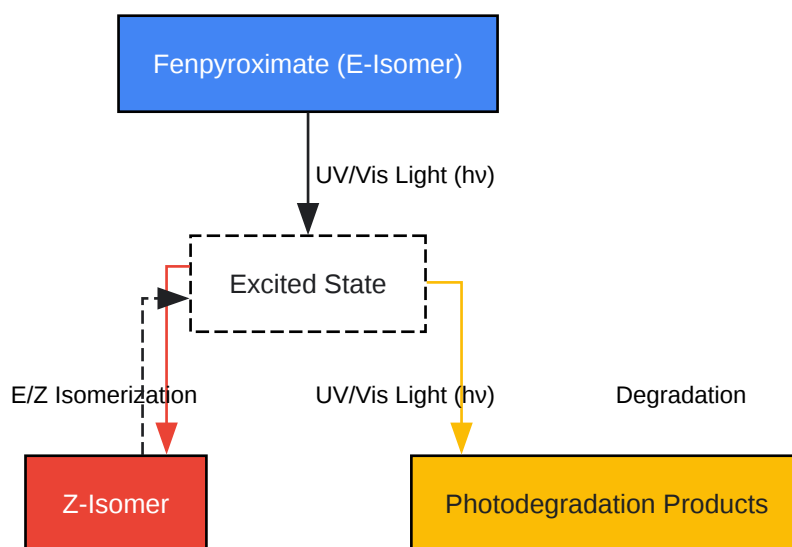 Fenpyroximate (E-Isomer)
UV/Vis Light (hν)
Excited State
E/Z Isomerization
UV/Vis Light (hν)
Degradation
Z-Isomer
Photodegradation Products